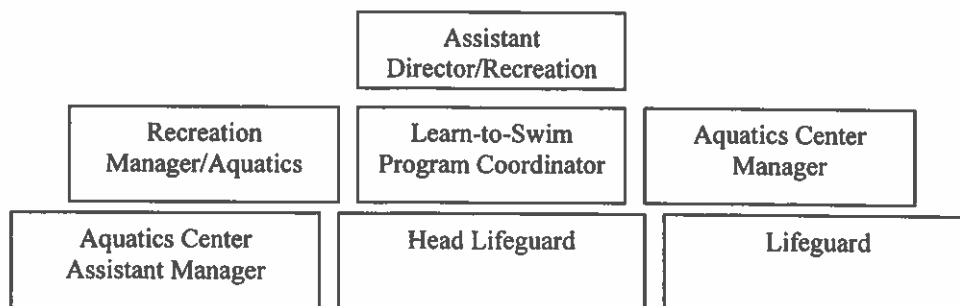 Assistant
Director/Recreation
Recreation
Manager/Aquatics
Learn-to-Swim
Program Coordinator
Aquatics Center
Manager
Aquatics Center
Assistant Manager
Head Lifeguard
Lifeguard